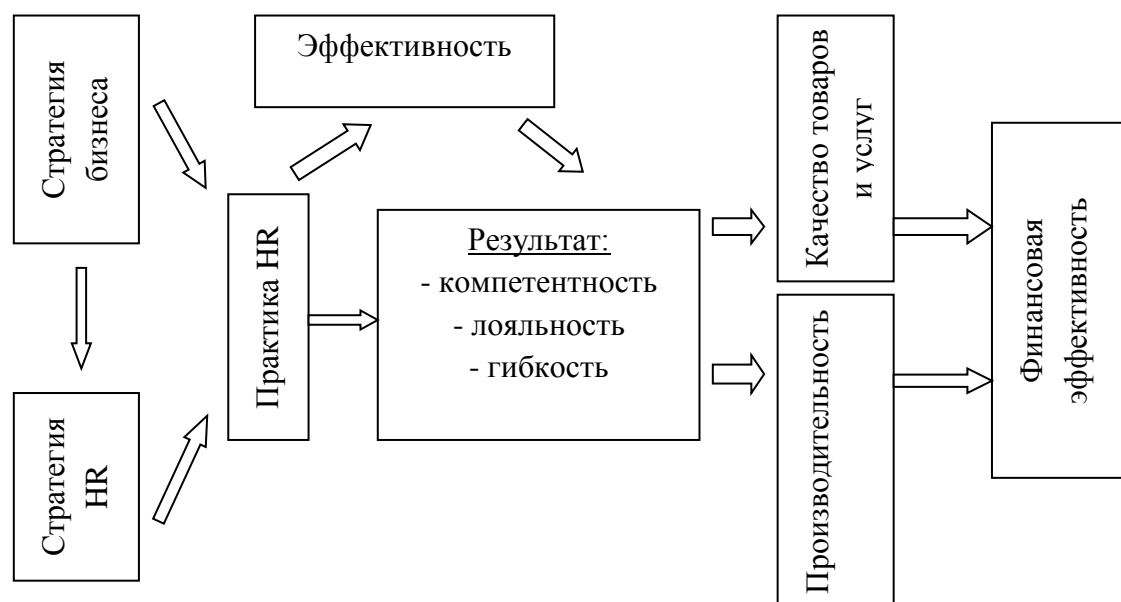 Стратегия
бизнеса
Стратегия
HR
Практика HR
Эффективность
Результат:
- компетентность
- лояльность
- гибкость
Качество товаров
и услуг
Производительность
Финансовая
эффективность